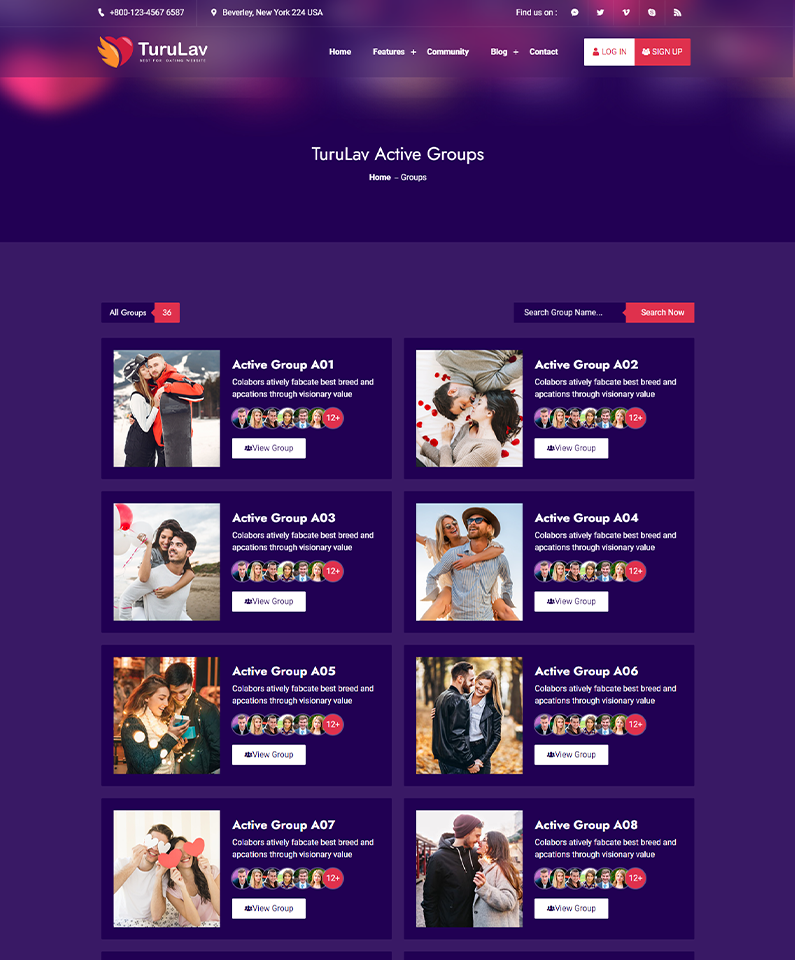 +800-123-4567 6587
Beverley, New York 224 USA
Find us on :
TuruLav
BEST FOR DATING WEBSITE
Home
Features +
Community
Blog +
Contact
LOG IN
SIGN UP
TuruLav Active Groups
Home – Groups
All Groups
36
Search Group Name...
Search Now
Active Group A01
Colabors atively fabcate best breed and
apcations through visionary value
12+
View Group
Active Group A02
Colabors atively fabcate best breed and
apcations through visionary value
12+
View Group
Active Group A03
Colabors atively fabcate best breed and
apcations through visionary value
12+
View Group
Active Group A04
Colabors atively fabcate best breed and
apcations through visionary value
12+
View Group
Active Group A05
Colabors atively fabcate best breed and
apcations through visionary value
12+
View Group
Active Group A06
Colabors atively fabcate best breed and
apcations through visionary value
12+
View Group
Active Group A07
Colabors atively fabcate best breed and
apcations through visionary value
12+
View Group
Active Group A08
Colabors atively fabcate best breed and
apcations through visionary value
12+
View Group